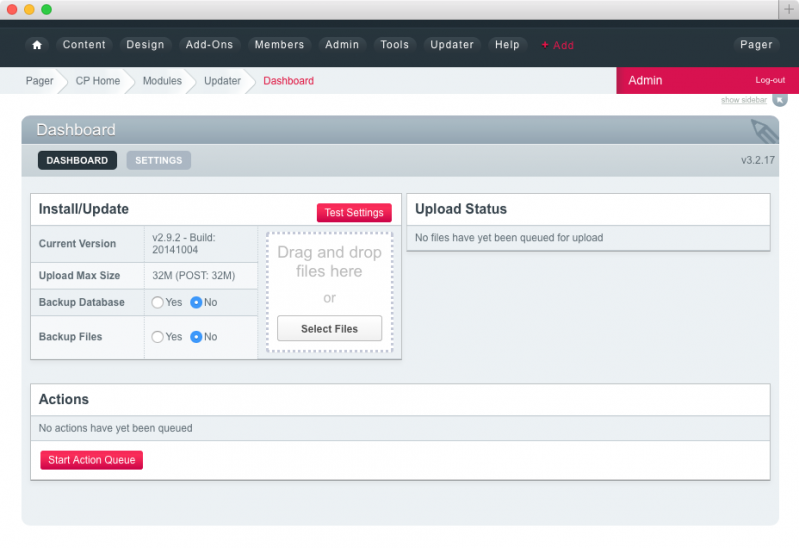 Content Design Add-Ons Members Admin Tools Updater Help + Add Pager
Pager CP Home Modules Updater Dashboard Admin Log-out
show sidebar
Dashboard
DASHBOARD SETTINGS v3.2.17
Install/Update Test Settings
Current Version v2.9.2 - Build:
20141004
Upload Max Size 32M (POST: 32M)
Backup Database Yes No
Backup Files Yes No
Drag and drop
files here
or
Select Files
Upload Status
No files have yet been queued for upload
Actions
No actions have yet been queued
Start Action Queue